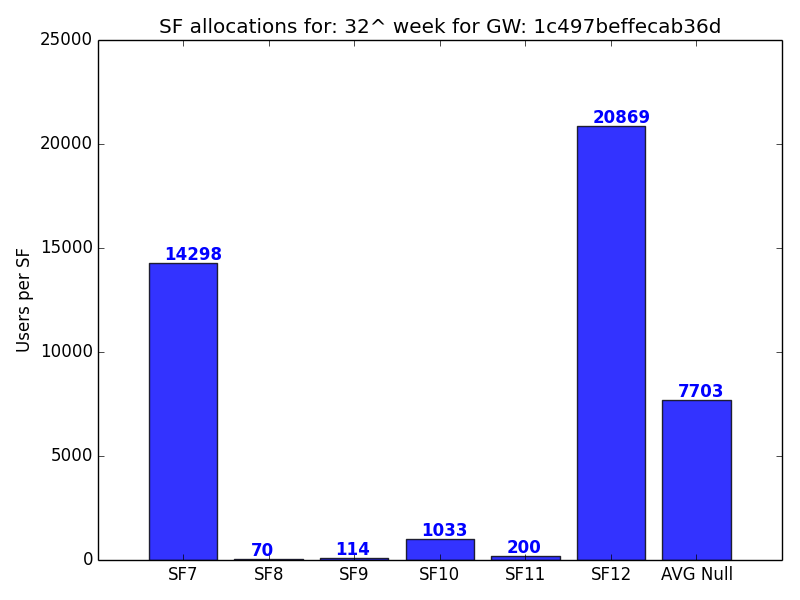 SF allocations for: 32^ week for GW: 1c497beffecab36d
25000
20000
15000
10000
5000
0
Users per SF
14298
70
114
1033
200
20869
7703
SF7
SF8
SF9
SF10
SF11
SF12
AVG Null